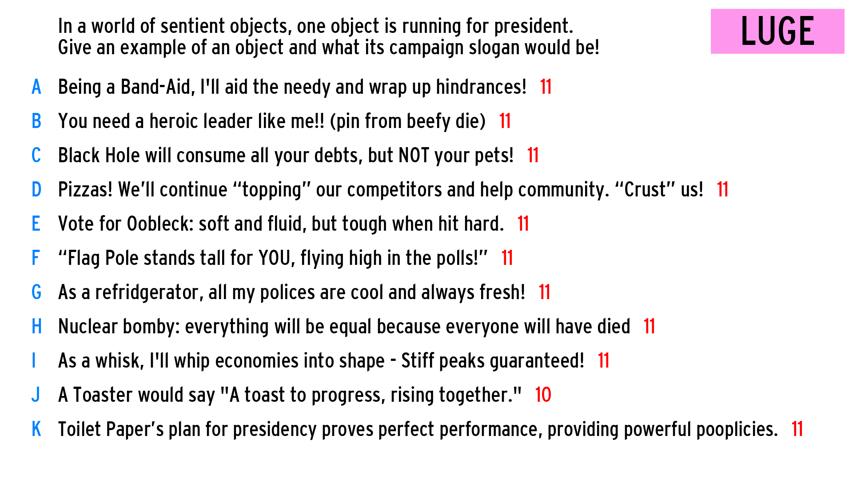 In a world of sentient objects, one object is running for president.
Give an example of an object and what its campaign slogan would be!
LUGE
A Being a Band-Aid, I'll aid the needy and wrap up hindrances! 11
B You need a heroic leader like me!! (pin from beefy die) 11
C Black Hole will consume all your debts, but NOT your pets! 11
D Pizzas! We’ll continue “topping” our competitors and help community. “Crust” us! 11
E Vote for Oobleck: soft and fluid, but tough when hit hard. 11
F “Flag Pole stands tall for YOU, flying high in the polls!” 11
G As a refridgerator, all my polices are cool and always fresh! 11
H Nuclear bomby: everything will be equal because everyone will have died 11
I As a whisk, I'll whip economies into shape - Stiff peaks guaranteed! 11
J A Toaster would say "A toast to progress, rising together." 10
K Toilet Paper’s plan for presidency proves perfect performance, providing powerful pooplicies. 11